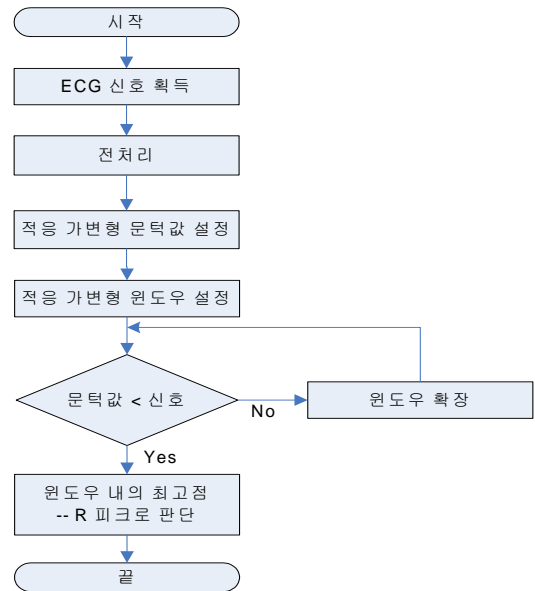 시작
ECG 신호 획득
전처리
적응 가변형 문턱값 설정
적응 가변형 윈도우 설정
문턱값 < 신호
No
윈도우 확장
Yes
윈도우 내의 최고점
-- R 피크로 판단
끝